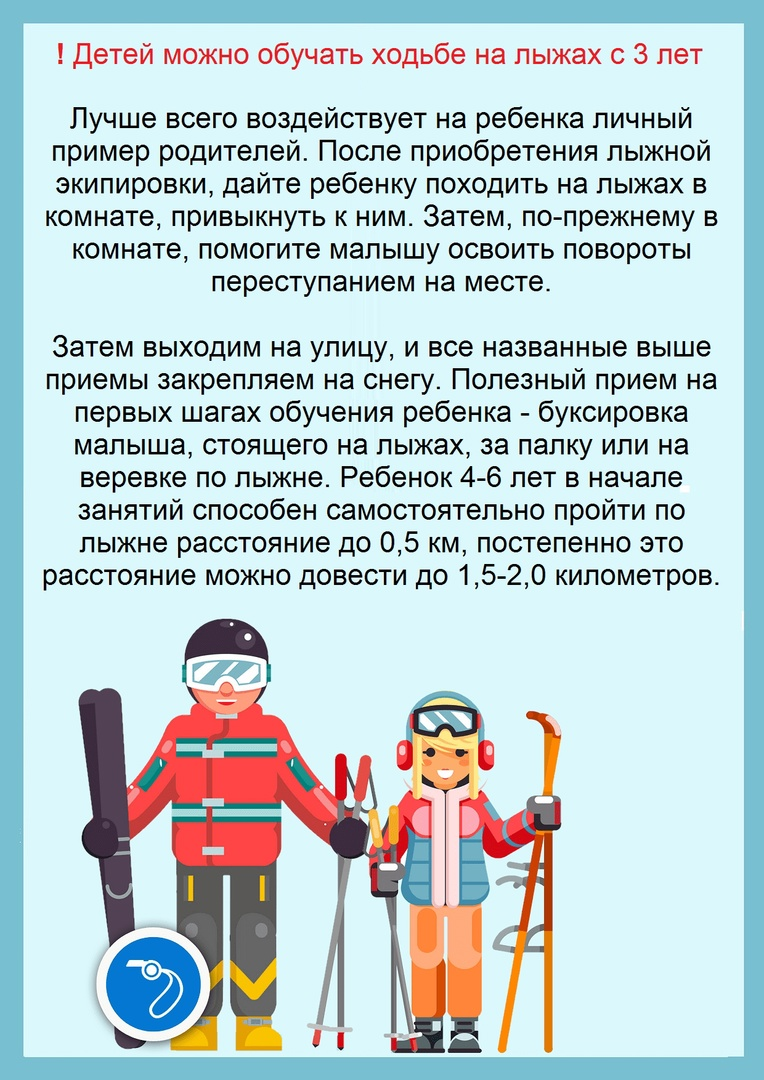 ! Детей можно обучать ходьбе на лыжах с 3 лет
Лучше всего воздействует на ребенка личный
пример родителей. После приобретения лыжной
экипировки, дайте ребенку походить на лыжах в
комнате, привыкнуть к ним. Затем, по-прежнему в
комнате, помогите малышу освоить повороты
переступанием на месте.
Затем выходим на улицу, и все названные выше
приемы закрепляем на снегу. Полезный прием на
первых шагах обучения ребенка - буксировка
малыша, стоящего на лыжах, за палку или на
веревке по лыжне. Ребенок 4-6 лет в начале
занятий способен самостоятельно пройти по
лыжне расстояние до 0,5 км, постепенно это
расстояние можно довести до 1,5-2,0 километров.